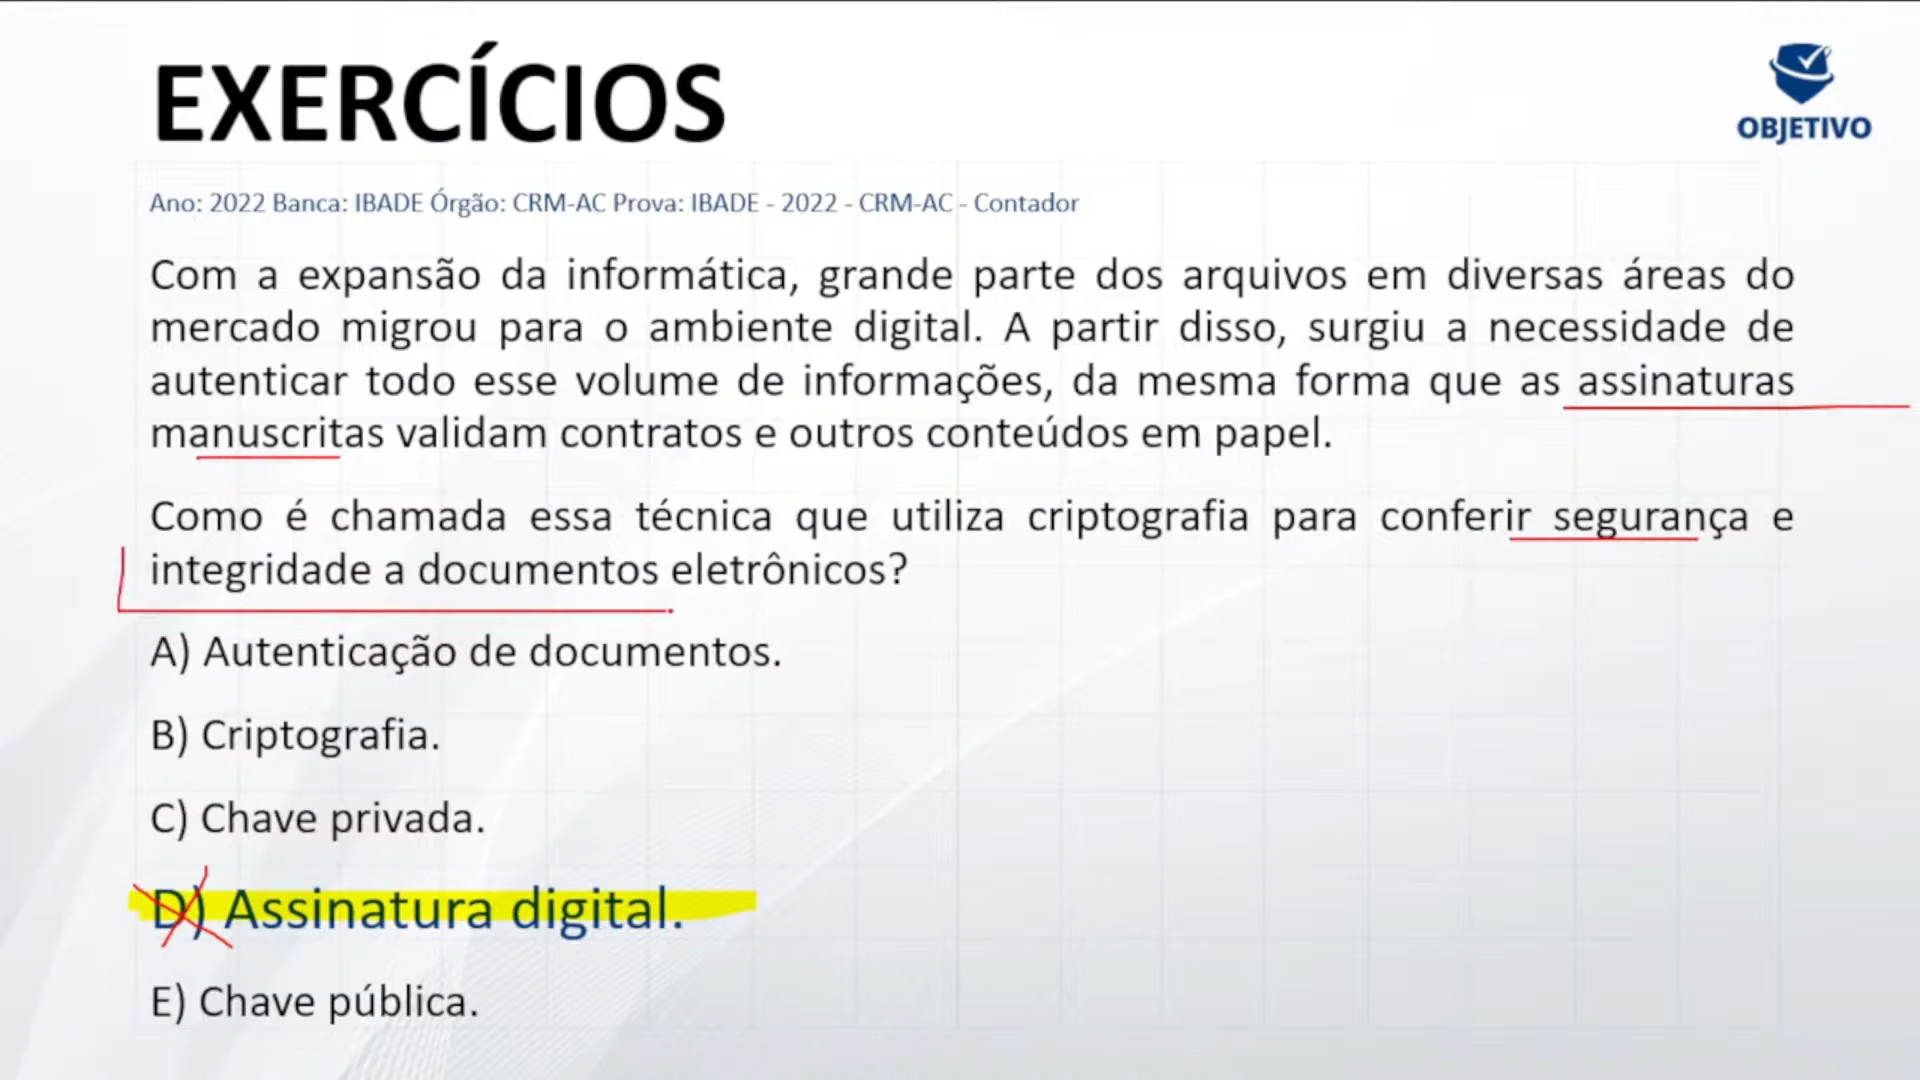 EXERCÍCIOS
OBJETIVO
Ano: 2022 Banca: IBADE Órgão: CRM-AC Prova: IBADE - 2022 - CRM-AC - Contador
Com a expansão da informática, grande parte dos arquivos em diversas áreas do
mercado migrou para o ambiente digital. A partir disso, surgiu a necessidade de
autenticar todo esse volume de informações, da mesma forma que as assinaturas
manuscritas validam contratos e outros conteúdos em papel.
Como é chamada essa técnica que utiliza criptografia para conferir segurança e
integridade a documentos eletrônicos?
A) Autenticação de documentos.
B) Criptografia.
C) Chave privada.
D) Assinatura digital.
E) Chave pública.